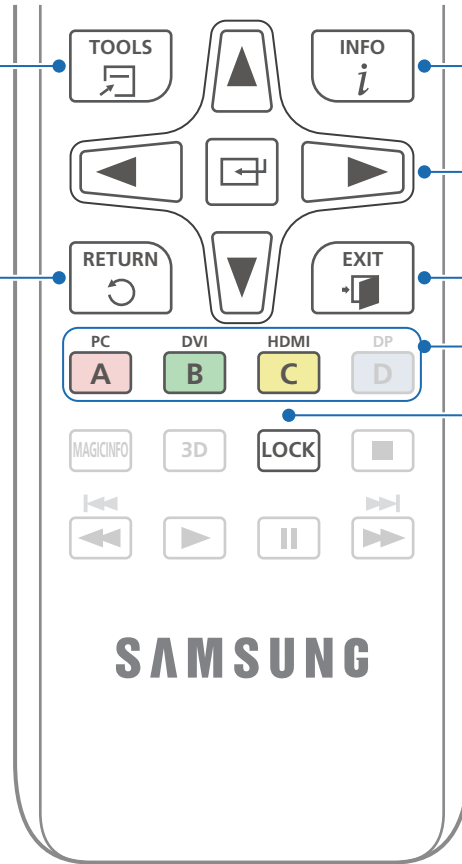 TOOLS INFO
i
RETURN EXIT
PC DVI HDMI DP
A B C D
MAGICINFO 3D LOCK
SAMSUNG